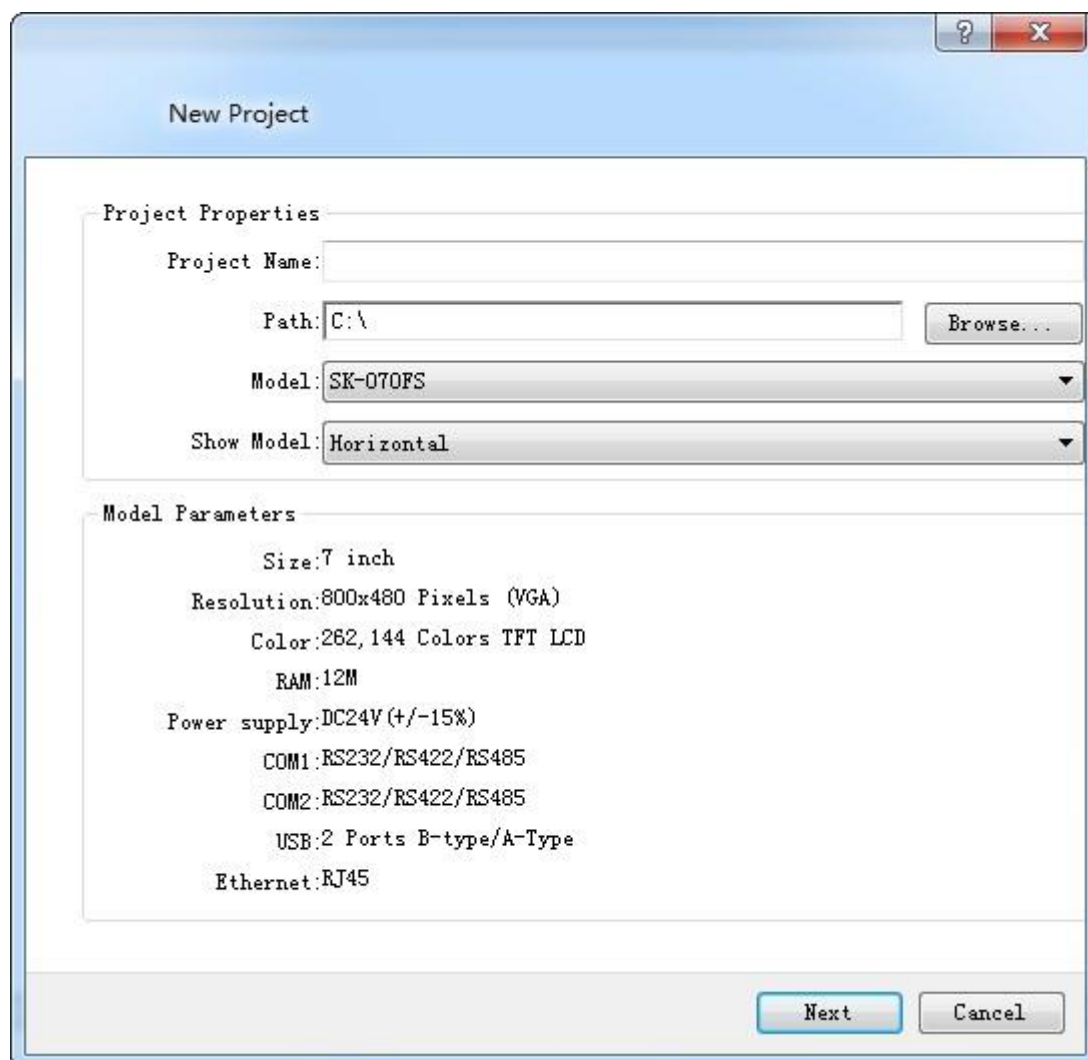 New Project
Project Properties
Project Name:
Path: C:\
Browse...
Model: SK-070FS
Show Model: Horizontal
Model Parameters
Size: 7 inch
Resolution: 800x480 Pixels (VGA)
Color: 262,144 Colors TFT LCD
RAM: 12M
Power supply: DC24V(+/-15%)
COM1: RS232/RS422/RS485
COM2: RS232/RS422/RS485
USB: 2 Ports B-type/A-Type
Ethernet: RJ45
Next
Cancel